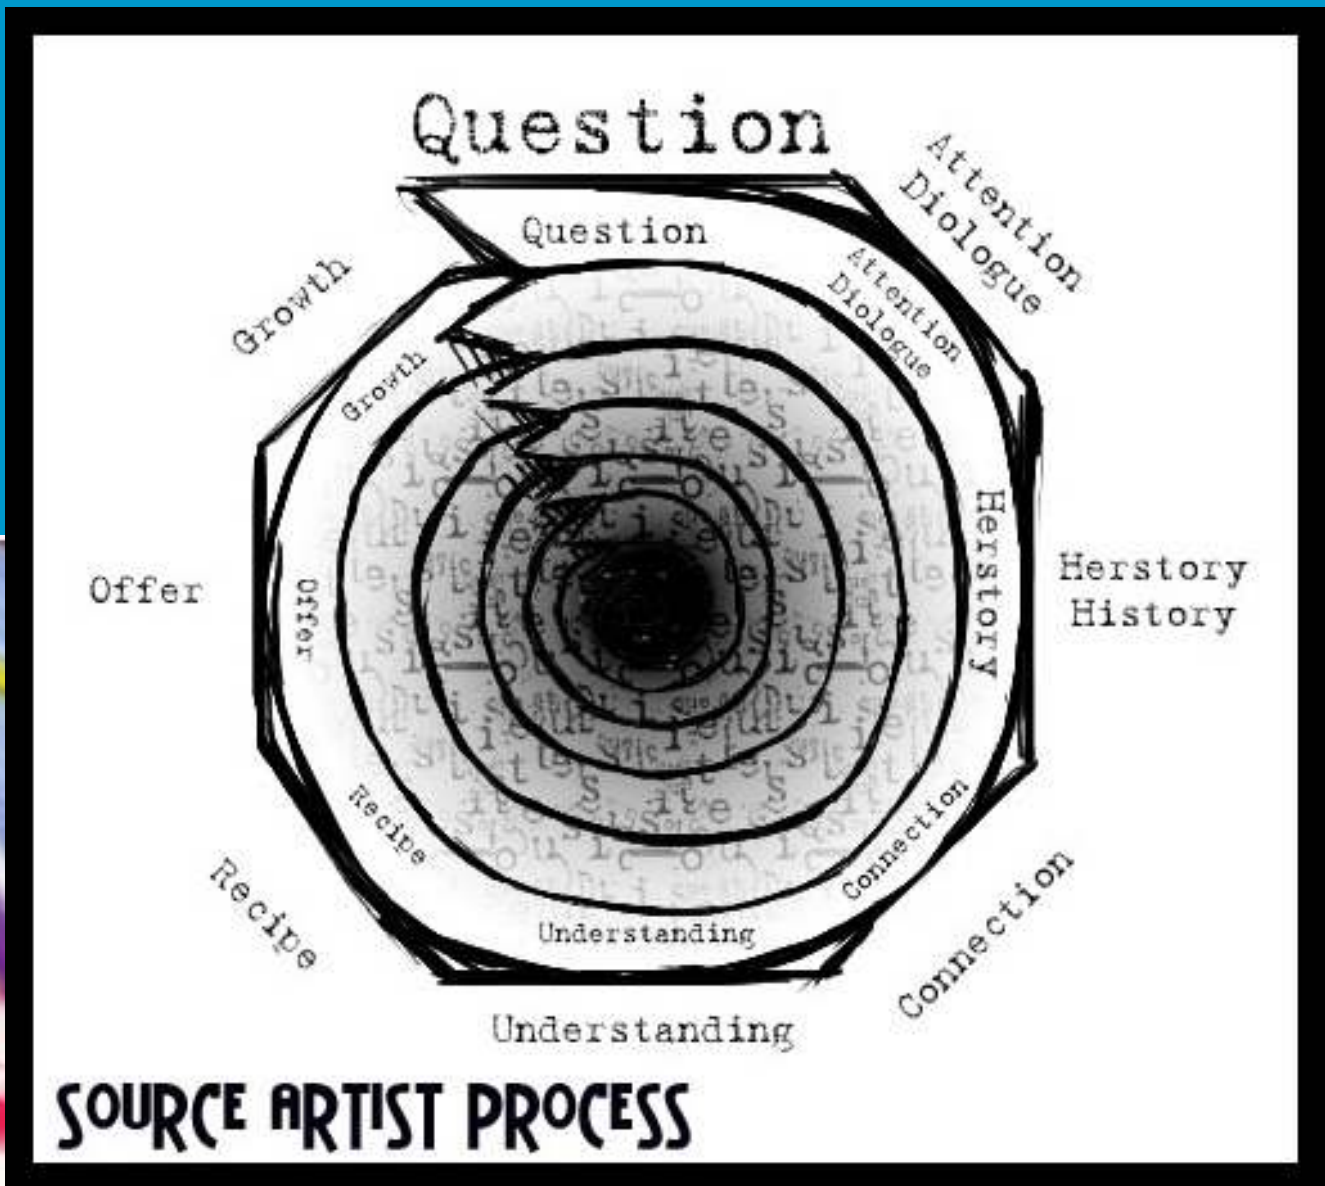 Question
Attention
Diologue
Herstory
History
Connection
Understanding
Recipe
Offer
Growth
Question
Attention
Diologue
Herstory
Connection
Understanding
Recipe
Offer
Growth
SOURCE ARTIST PROCESS